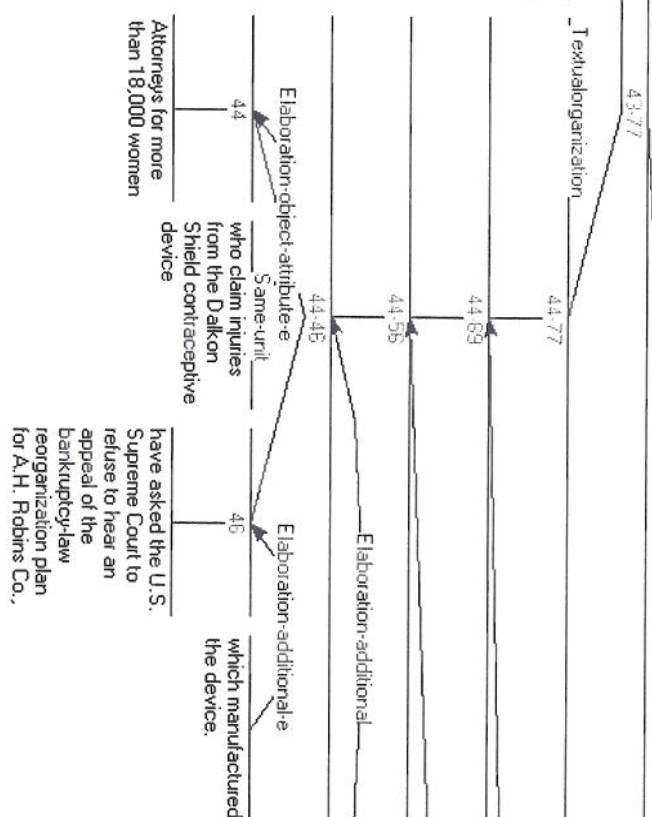 43-77
Textualorganization
44-77
44-69
44-56
Elaboration-additional
44-46
Elaboration-object-attribute-e
Same-unit
Elaboration-additional-e
44
46
Attorneys for more
than 18,000 women
who claim injuries
from the Dalkon
Shield contraceptive
device
have asked the U.S.
Supreme Court to
refuse to hear an
appeal of the
bankruptcy-law
reorganization plan
for A.H. Robins Co.,
which manufactured
the device.